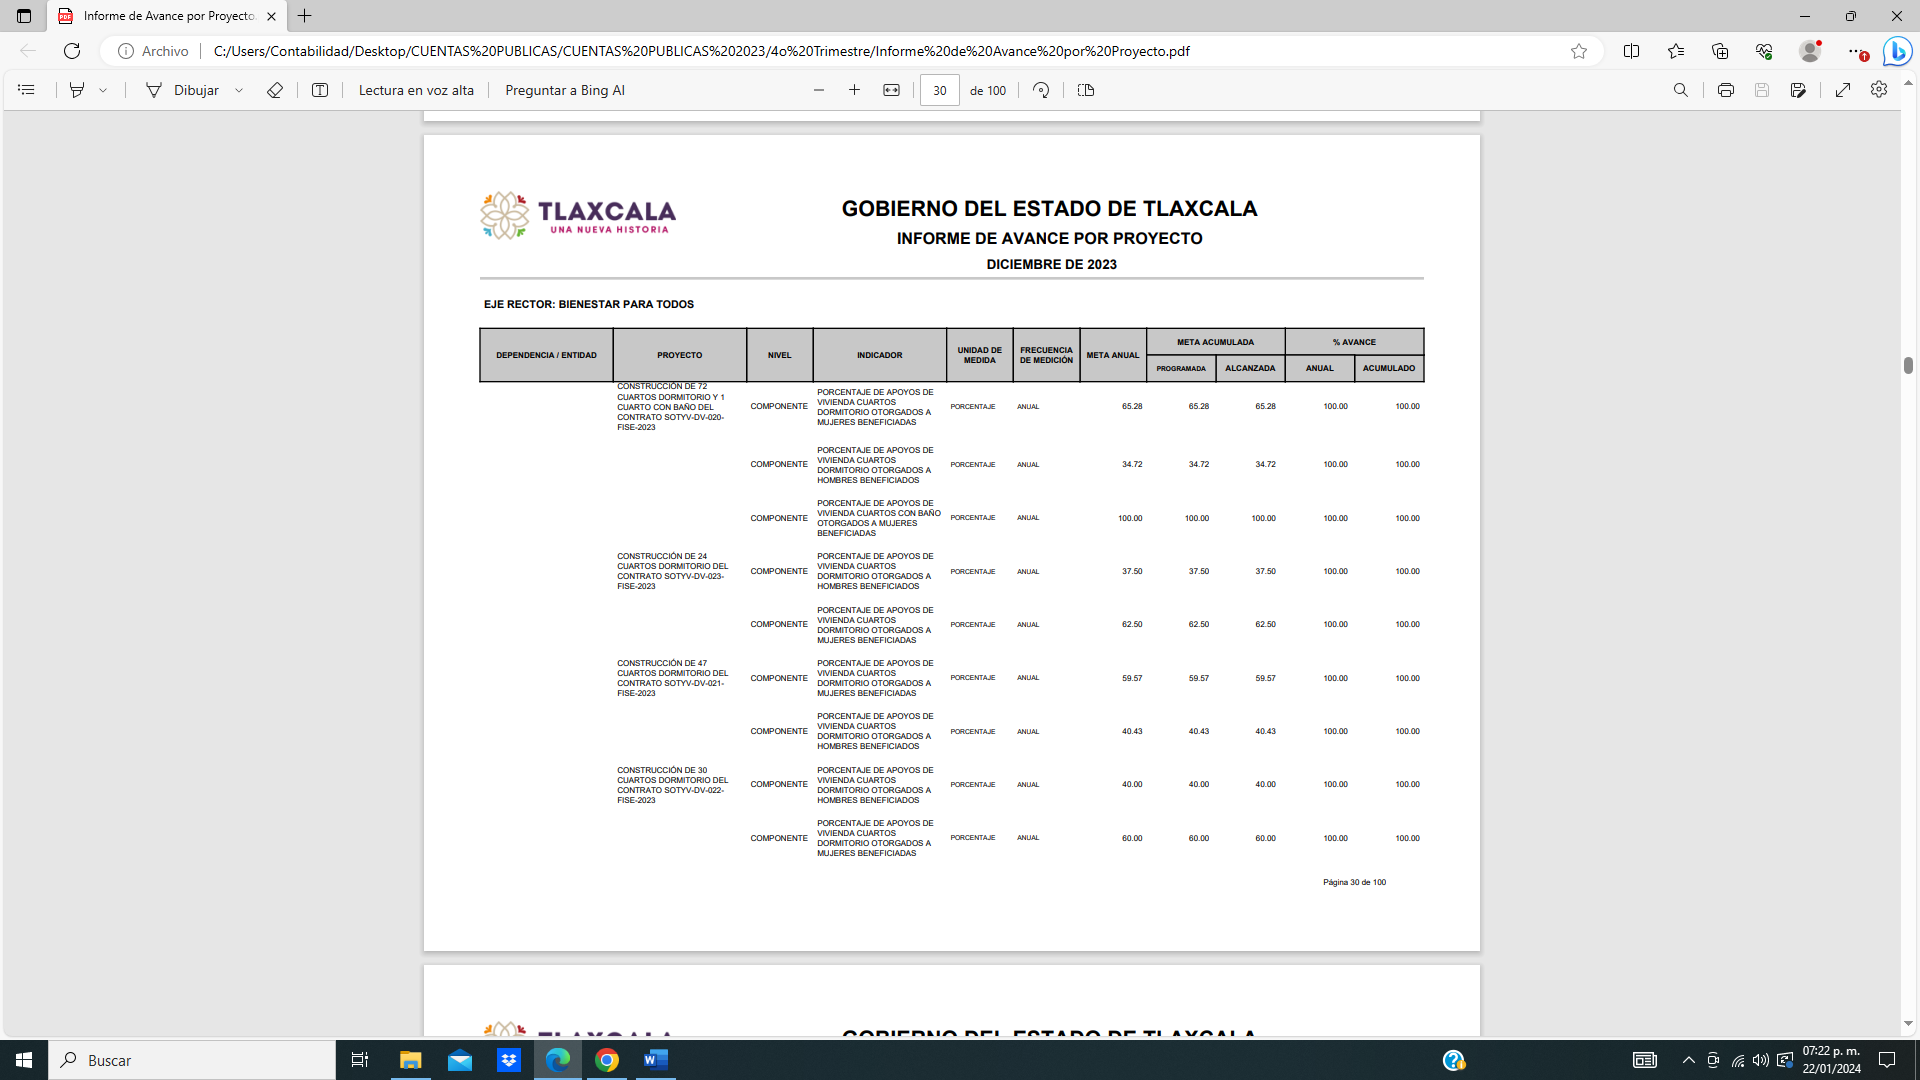 Informe de Avance por Proyecto.
Archivo
C:/Users/Contabilidad/Desktop/CUENTAS%20PUBLICAS/CUENTAS%20PUBLICAS%202023/4o%20Trimestre/Informe%20de%20Avance%20por%20Proyecto.pdf
Dibujar
Lectura en voz alta
Preguntar a Bing AI
30 de 100
TLAXCALA
UNA NUEVA HISTORIA
GOBIERNO DEL ESTADO DE TLAXCALA
INFORME DE AVANCE POR PROYECTO
DICIEMBRE DE 2023
EJE RECTOR: BIENESTAR PARA TODOS
DEPENDENCIA / ENTIDAD
PROYECTO
NIVEL
INDICADOR
UNIDAD DE
MEDIDA
FRECUENCIA
DE MEDICIÓN
META ANUAL
META ACUMULADA
PROGRAMADA
ALCANZADA
% AVANCE
ANUAL
ACUMULADO
CONSTRUCCIÓN DE 72
CUARTOS DORMITORIO Y 1
CUARTO CON BAÑO DEL
CONTRATO SOTYV-DV-020-
FISE-2023
COMPONENTE
PORCENTAJE DE APOYOS DE
VIVIENDA CUARTOS
DORMITORIO OTORGADOS A
MUJERES BENEFICIADAS
PORCENTAJE ANUAL 65.28 65.28 65.28 100.00 100.00
COMPONENTE
PORCENTAJE DE APOYOS DE
VIVIENDA CUARTOS
DORMITORIO OTORGADOS A
HOMBRES BENEFICIADOS
PORCENTAJE ANUAL 34.72 34.72 34.72 100.00 100.00
COMPONENTE
PORCENTAJE DE APOYOS DE
VIVIENDA CUARTOS CON BAÑO
OTORGADOS A MUJERES
BENEFICIADAS
PORCENTAJE ANUAL 100.00 100.00 100.00 100.00 100.00
CONSTRUCCIÓN DE 24
CUARTOS DORMITORIO DEL
CONTRATO SOTYV-DV-023-
FISE-2023
COMPONENTE
PORCENTAJE DE APOYOS DE
VIVIENDA CUARTOS
DORMITORIO OTORGADOS A
HOMBRES BENEFICIADOS
PORCENTAJE ANUAL 37.50 37.50 37.50 100.00 100.00
COMPONENTE
PORCENTAJE DE APOYOS DE
VIVIENDA CUARTOS
DORMITORIO OTORGADOS A
MUJERES BENEFICIADAS
PORCENTAJE ANUAL 62.50 62.50 62.50 100.00 100.00
CONSTRUCCIÓN DE 47
CUARTOS DORMITORIO DEL
CONTRATO SOTYV-DV-021-
FISE-2023
COMPONENTE
PORCENTAJE DE APOYOS DE
VIVIENDA CUARTOS
DORMITORIO OTORGADOS A
MUJERES BENEFICIADAS
PORCENTAJE ANUAL 59.57 59.57 59.57 100.00 100.00
COMPONENTE
PORCENTAJE DE APOYOS DE
VIVIENDA CUARTOS
DORMITORIO OTORGADOS A
HOMBRES BENEFICIADOS
PORCENTAJE ANUAL 40.43 40.43 40.43 100.00 100.00
CONSTRUCCIÓN DE 30
CUARTOS DORMITORIO DEL
CONTRATO SOTYV-DV-022-
FISE-2023
COMPONENTE
PORCENTAJE DE APOYOS DE
VIVIENDA CUARTOS
DORMITORIO OTORGADOS A
HOMBRES BENEFICIADOS
PORCENTAJE ANUAL 40.00 40.00 40.00 100.00 100.00
COMPONENTE
PORCENTAJE DE APOYOS DE
VIVIENDA CUARTOS
DORMITORIO OTORGADOS A
MUJERES BENEFICIADAS
PORCENTAJE ANUAL 60.00 60.00 60.00 100.00 100.00
Página 30 de 100
TLAXCALA
GOBIERNO DEL ESTADO DE TLAXCALA
Buscar
07:22 p. m.
22/01/2024